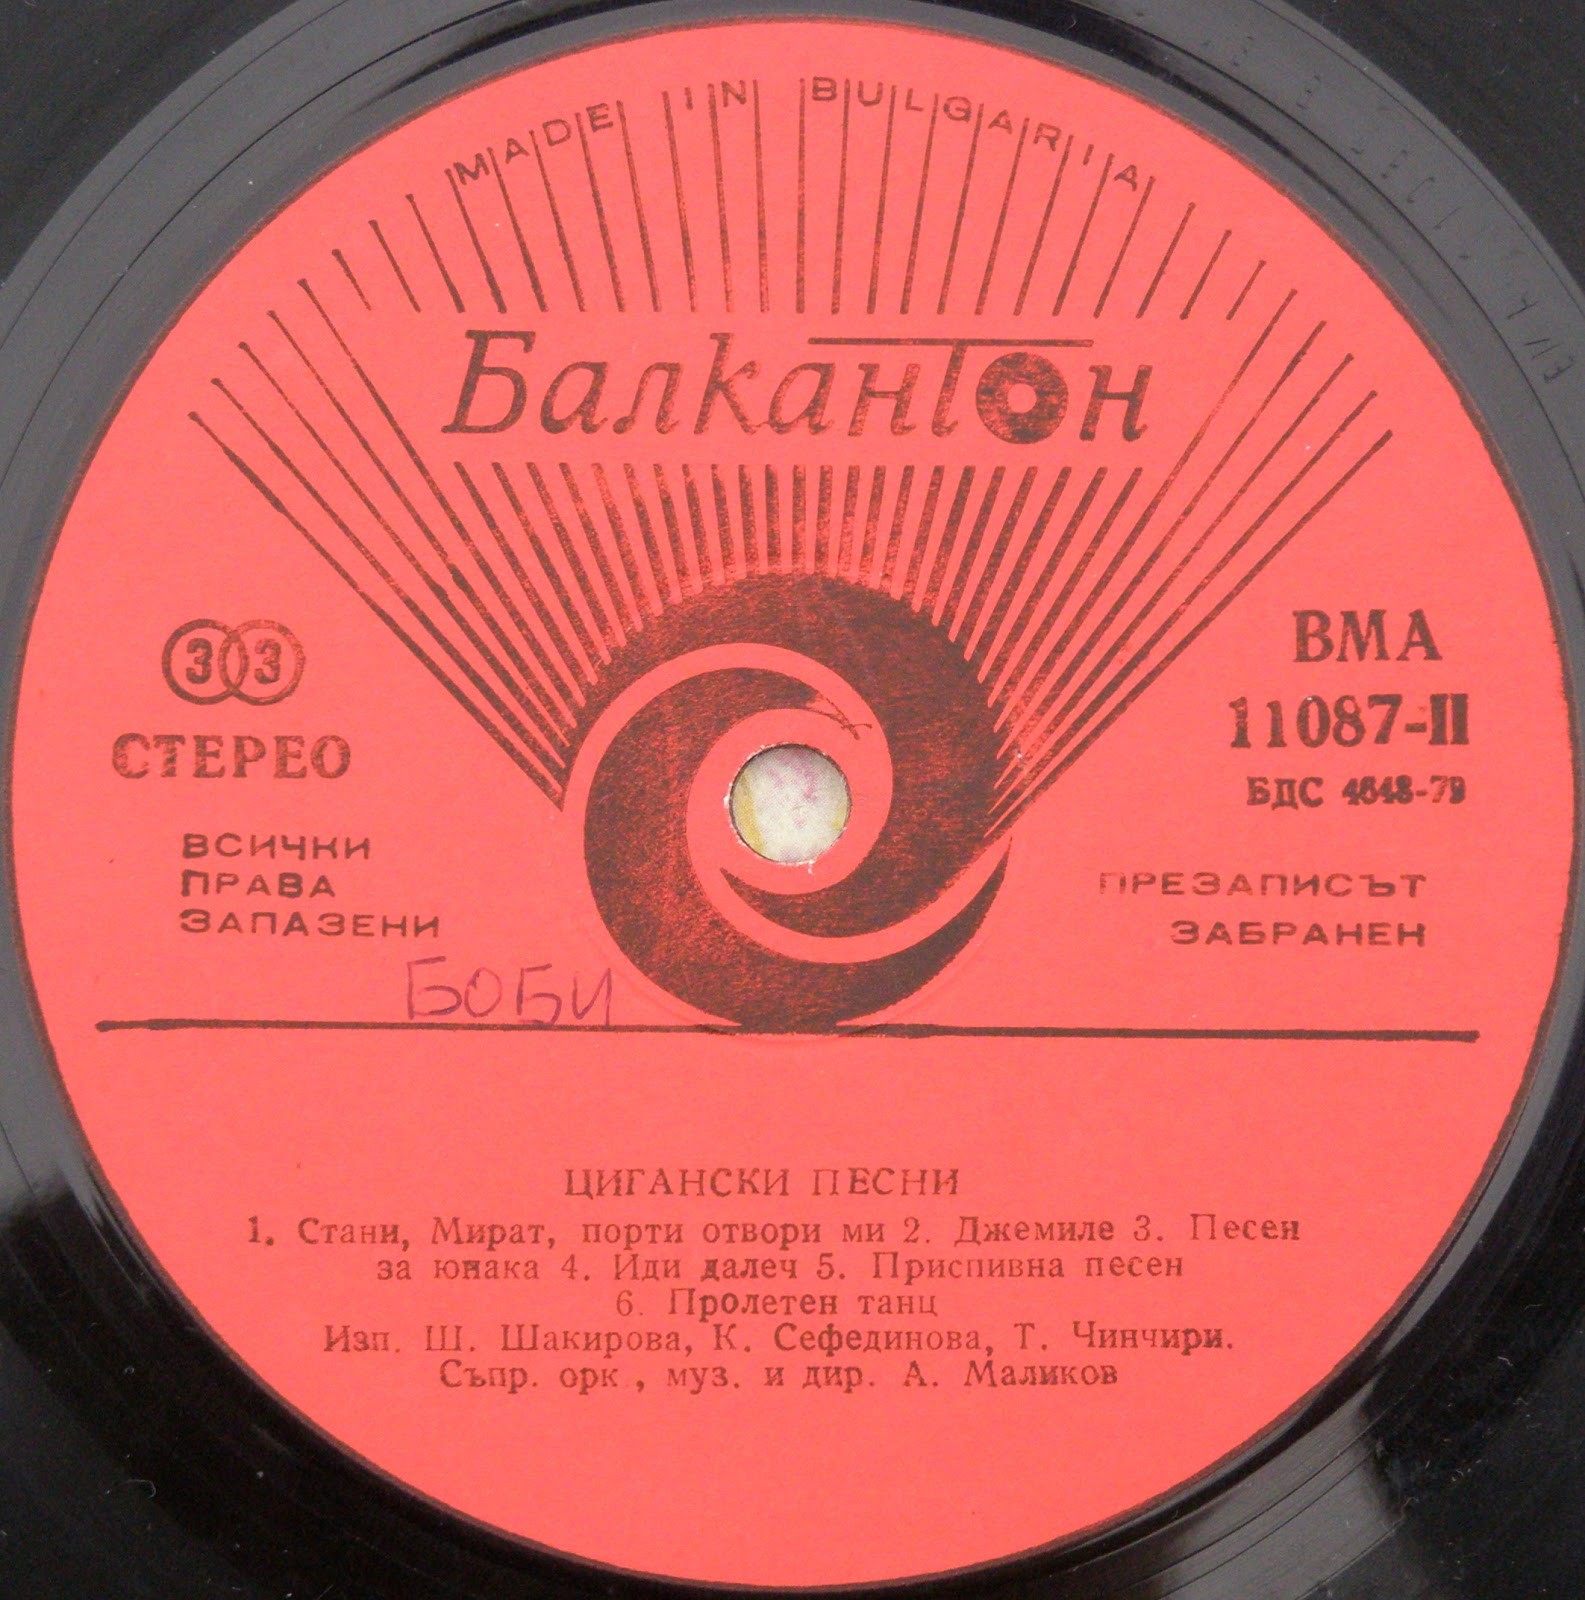 MADE IN BULGARIA
Балкантон
33
СТЕРЕО
ВМА
11087-II
БДС 4648-79
ВСИЧКИ
ПРАВА
ЗАПАЗЕНИ
ПРЕЗАПИСЪТ
ЗАБРАНЕН
БОБИ
ЦИГАНСКИ ПЕСНИ
1. Стани, Мират, порти отвори ми 2. Джемиле 3. Песен
за юнака 4. Иди далеч 5. Приспивна песен
6. Пролетен танц
Изп. Ш. Шакирова, К. Сефединова, Т. Чинчири.
Съпр. орк., муз. и дир. А. Маликов